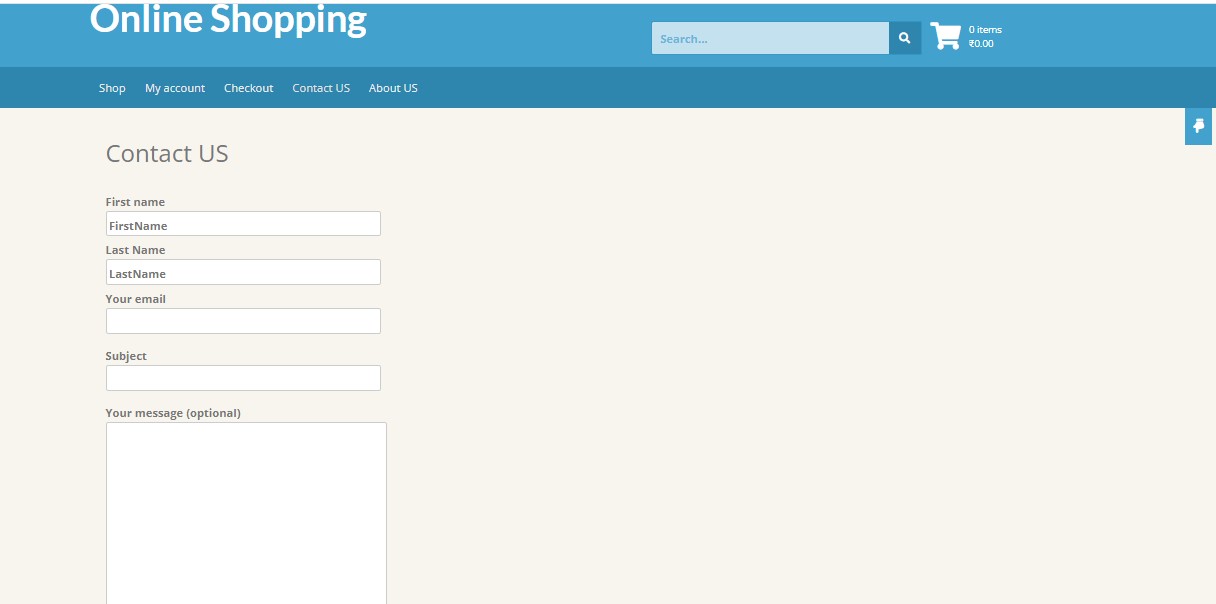 Online Shopping
Search...
0 items
₹0.00
Shop My account Checkout Contact US About US
Contact US
First name
FirstName
Last Name
LastName
Your email
Subject
Your message (optional)